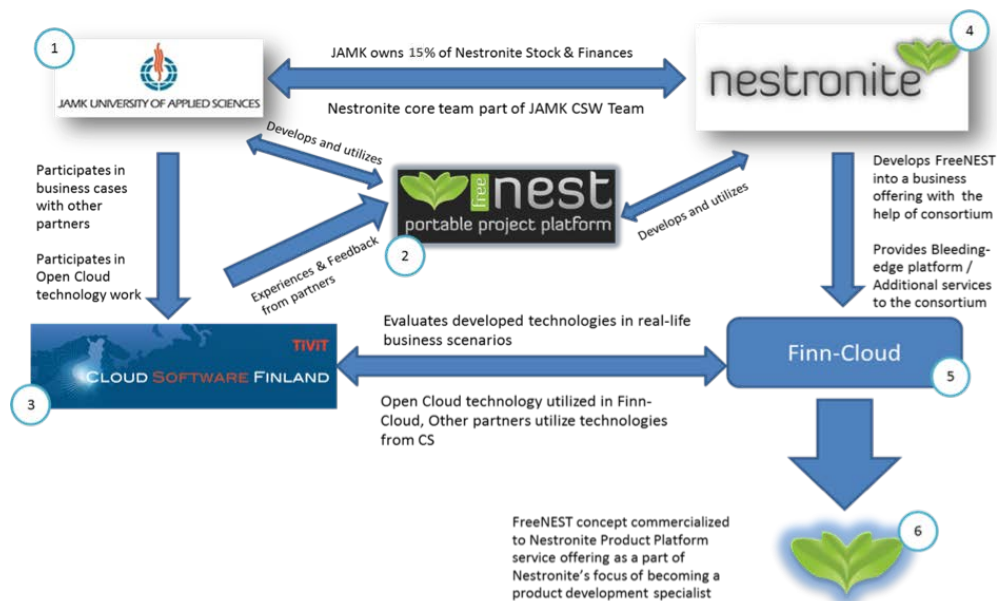 1
JAMK UNIVERSITY OF APPLIED SCIENCES
JAMK owns 15% of Nestronite Stock & Finances
Nestronite core team part of JAMK CSW Team
4
nestronite
Develops and utilizes
free
nest
portable project platform
2
Develops and utilizes
Participates in
business cases
with other
partners
Participates in
Open Cloud
technology work
Experiences & Feedback
from partners
Develops FreeNEST
into a business
offering with the
help of consortium
Provides Bleeding-
edge platform /
Additional services
to the consortium
TiViT
CLOUD SOFTWARE FINLAND
3
Evaluates developed technologies in real-life
business scenarios
Open Cloud technology utilized in Finn-
Cloud, Other partners utilize technologies
from CS
Finn-Cloud
5
FreeNEST concept commercialized
to Nestronite Product Platform
service offering as a part of
Nestronite's focus of becoming a
product development specialist
6